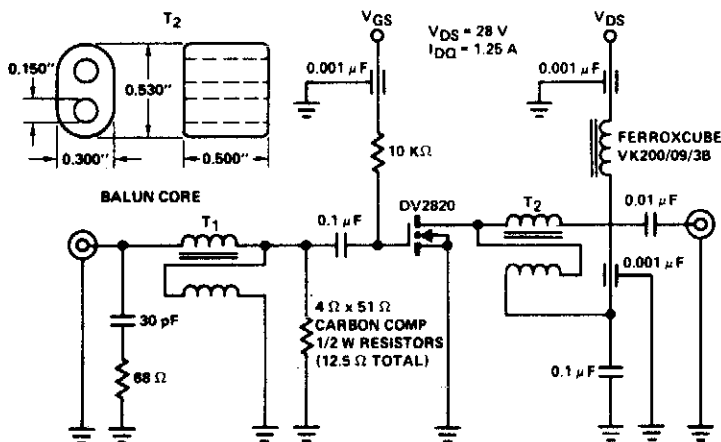 T2
0.150"
0.530"
0.300"
0.500"
BALUN CORE
VGS
0.001 µF
10 KΩ
VDS = 28 V
IDQ = 1.25 A
VDS
0.001 µF
FERROXCUBE
VK200/09/3B
DV2820
T1
0.1 µF
T2
0.01 µF
0.001 µF
30 pF
68 Ω
4 Ω x 51 Ω
CARBON COMP
1/2 W RESISTORS
(12.5 Ω TOTAL)
0.1 µF